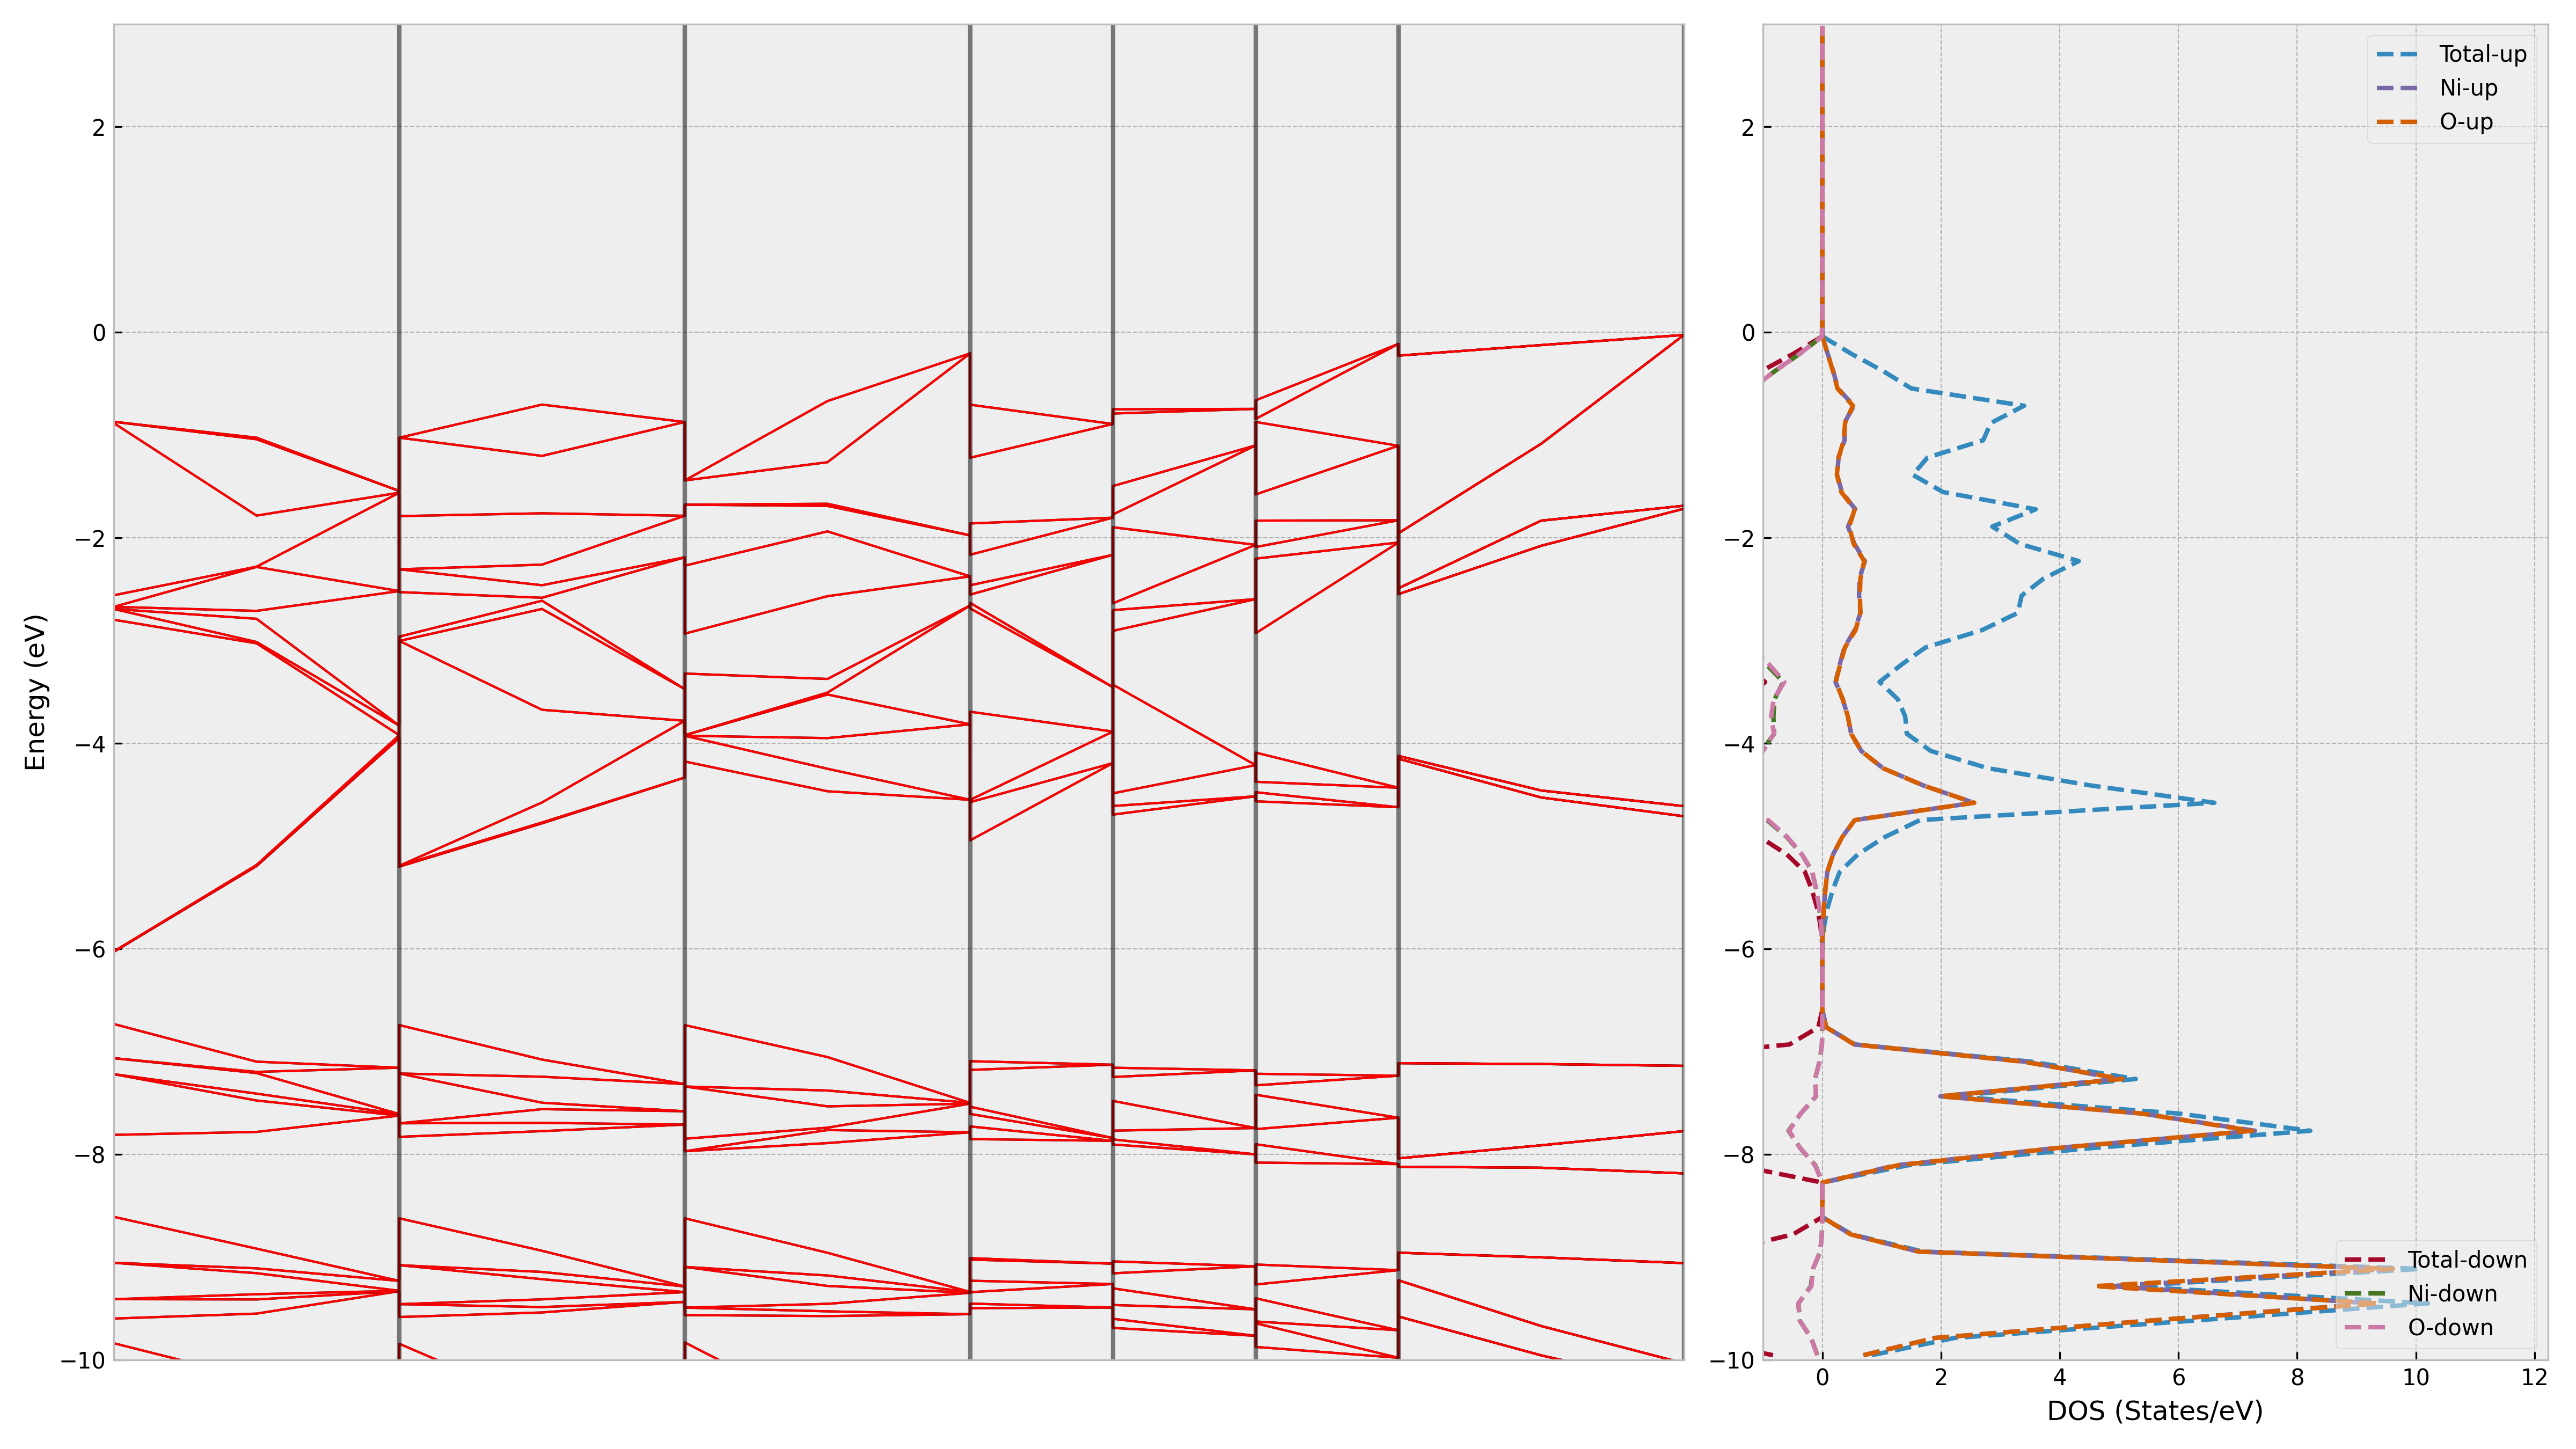 2
0
−2
−4
−6
−8
−10
Energy (eV)
2
0
−2
−4
−6
−8
−10
0 2 4 6 8 10 12
DOS (States/eV)
Total-up
Ni-up
O-up
Total-down
Ni-down
O-down